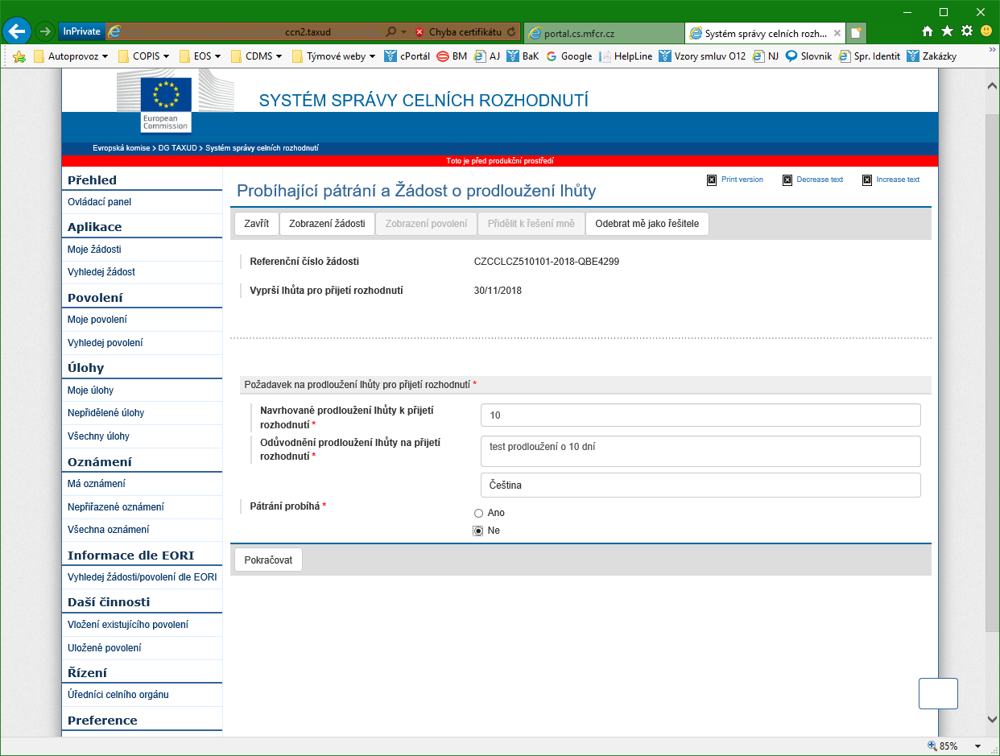 InPrivate
ccn2.taxud
Chyba certifikátu
portal.cs.mfcr.cz
Systém správy celních rozh...
Autoprovoz
COPIS
EOS
CDMS
Týmové weby
cPortál
BM
AJ
BaK
Google
HelpLine
Vzory smluv O12
NJ
Slovnik
Spr. Identit
Zakázky
European
Commission
SYSTÉM SPRÁVY CELNÍCH ROZHODNUTÍ
Evropská komise > DG TAXUD > Systém správy celních rozhodnutí
Toto je před produkční prostředí
Přehled
Ovládací panel
Aplikace
Moje žádosti
Vyhledej žádost
Povolení
Moje povolení
Vyhledej povolení
Úlohy
Moje úlohy
Nepřidělené úlohy
Všechny úlohy
Oznámení
Má oznámení
Nepřiřazené oznámení
Všechna oznámení
Informace dle EORI
Vyhledej žádosti/povolení dle EORI
Daší činnosti
Vložení existujícího povolení
Uložené povolení
Řízení
Úředníci celního orgánu
Preference
Print version
Decrease text
Increase text
Probíhající pátrání a Žádost o prodloužení lhůty
Zavřít
Zobrazení žádosti
Zobrazení povolení
Přidělit k řešení mně
Odebrat mě jako řešitele
Referenční číslo žádosti
CZCCLCZ510101-2018-QBE4299
Vyprší lhůta pro přijetí rozhodnutí
30/11/2018
Požadavek na prodloužení lhůty pro přijetí rozhodnutí *
Navrhované prodloužení lhůty k přijetí
rozhodnutí *
10
Odůvodnění prodloužení lhůty na přijetí
rozhodnutí *
test prodloužení o 10 dní
Čeština
Pátrání probíhá *
Ano
Ne
Pokračovat
85%